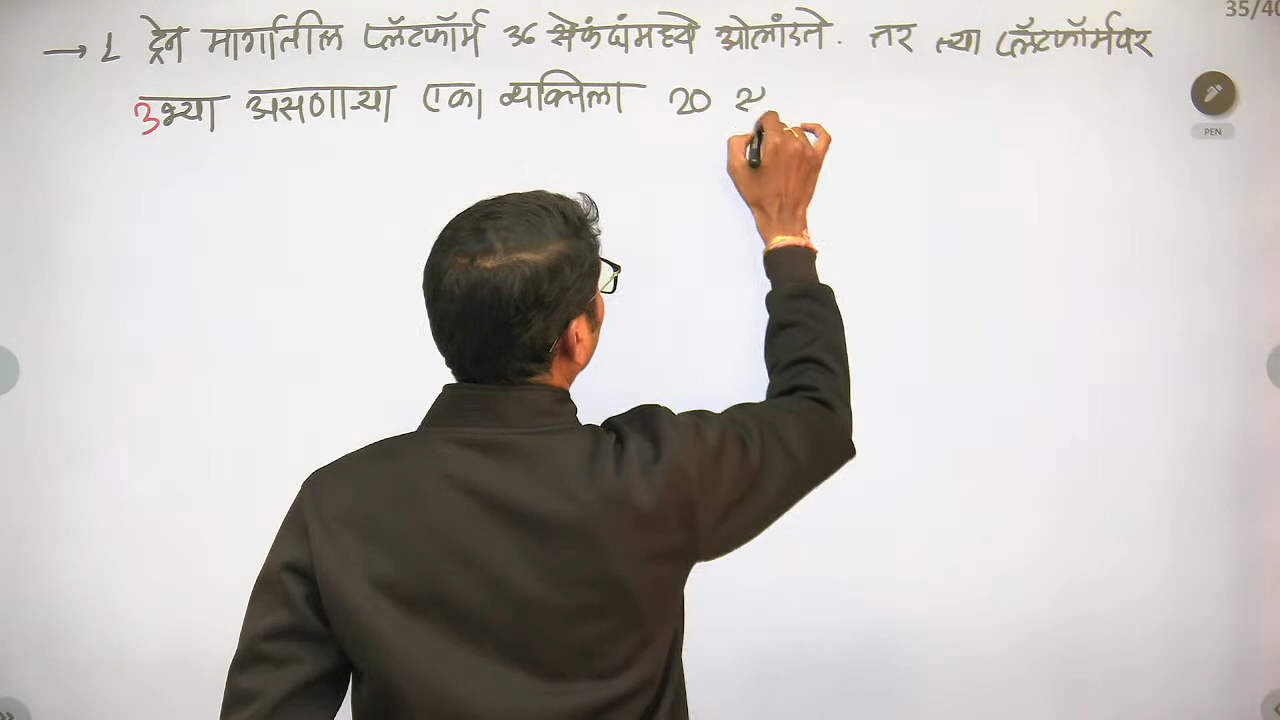 35/40
→ 1 ट्रेन मार्गातील प्लॅटफॉर्म 36 सेकंदांमध्ये ओलांडते. तर त्या प्लॅटफॉर्मवर
उभ्या असणाऱ्या एका व्यक्तिला 20
PEN